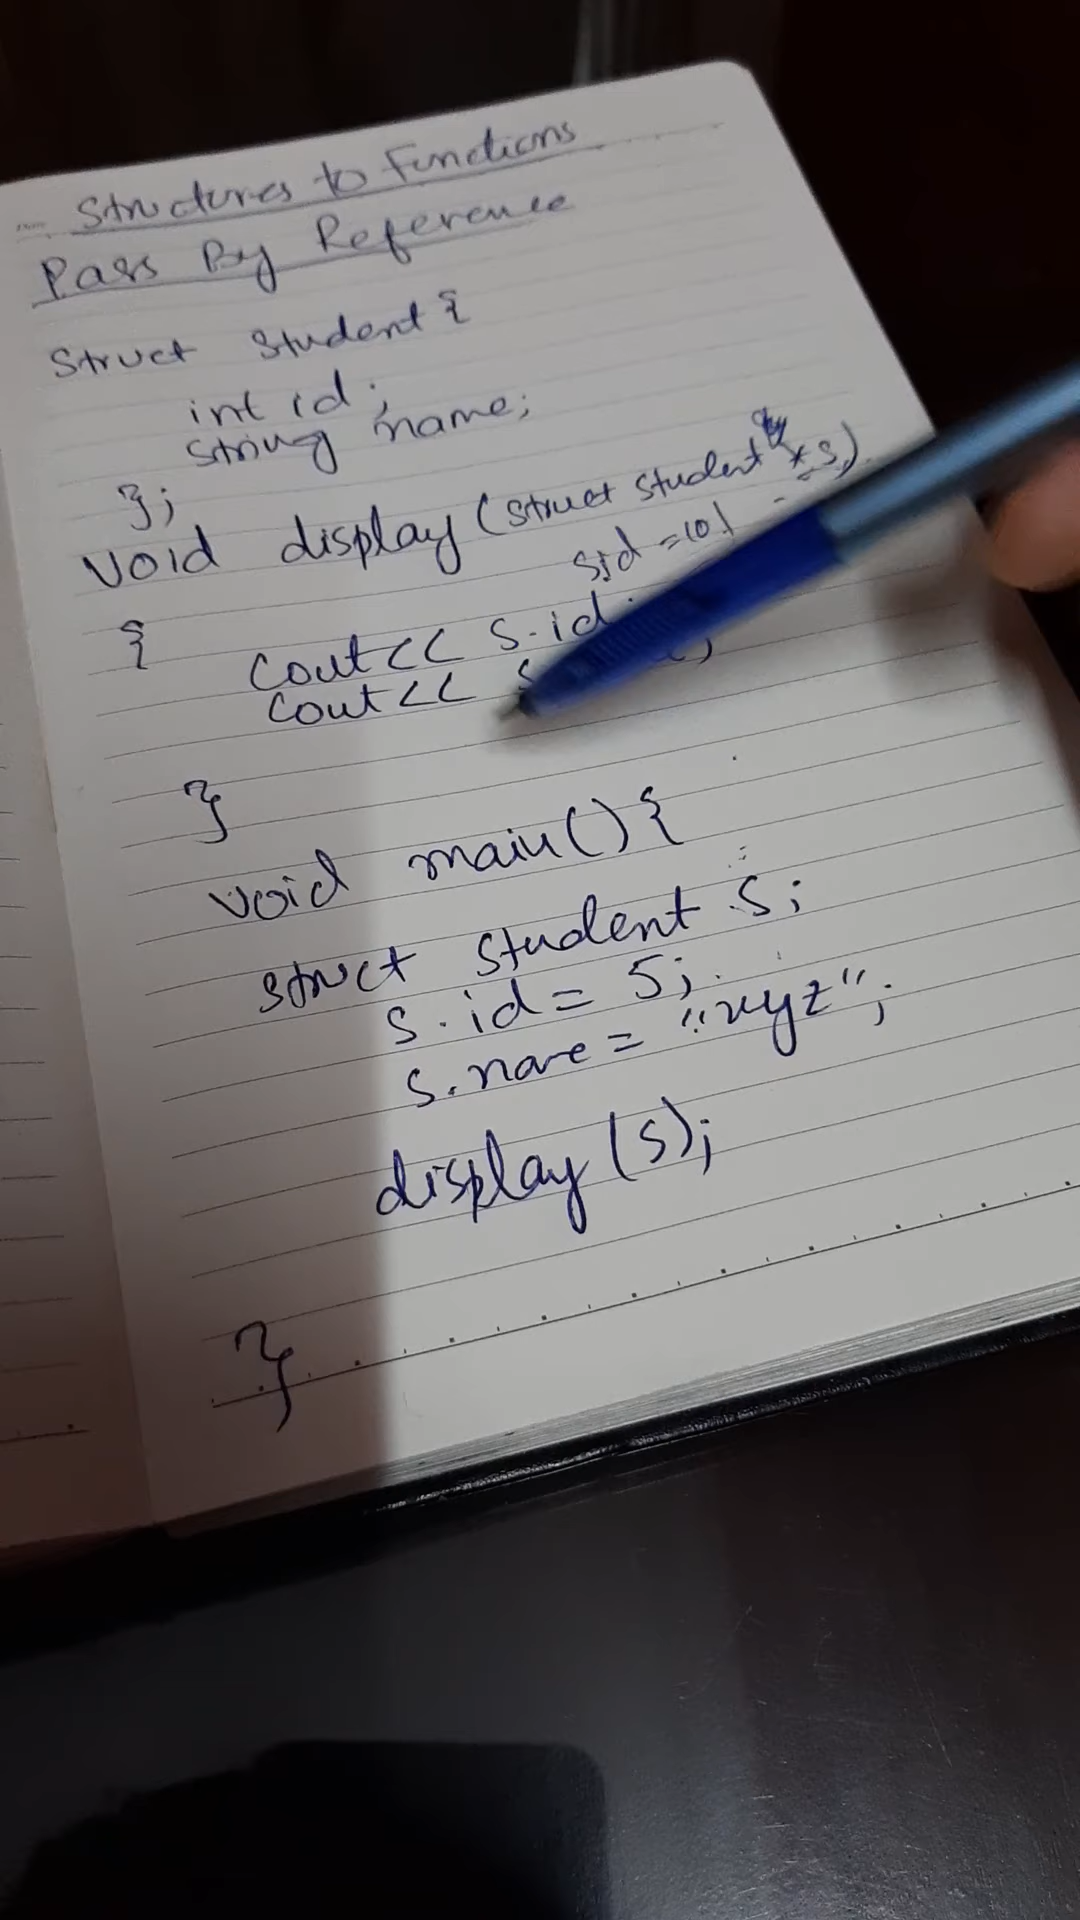 Structures to Functions
Pass By Reference
Struct Student {
int id;
string name;
};
void display (struct student * s)
s.id = 101
{
Cout << s.id
Cout << s
}
void main() {
struct student s;
s.id = 5;
s.name = "xyz";
display (s);
}